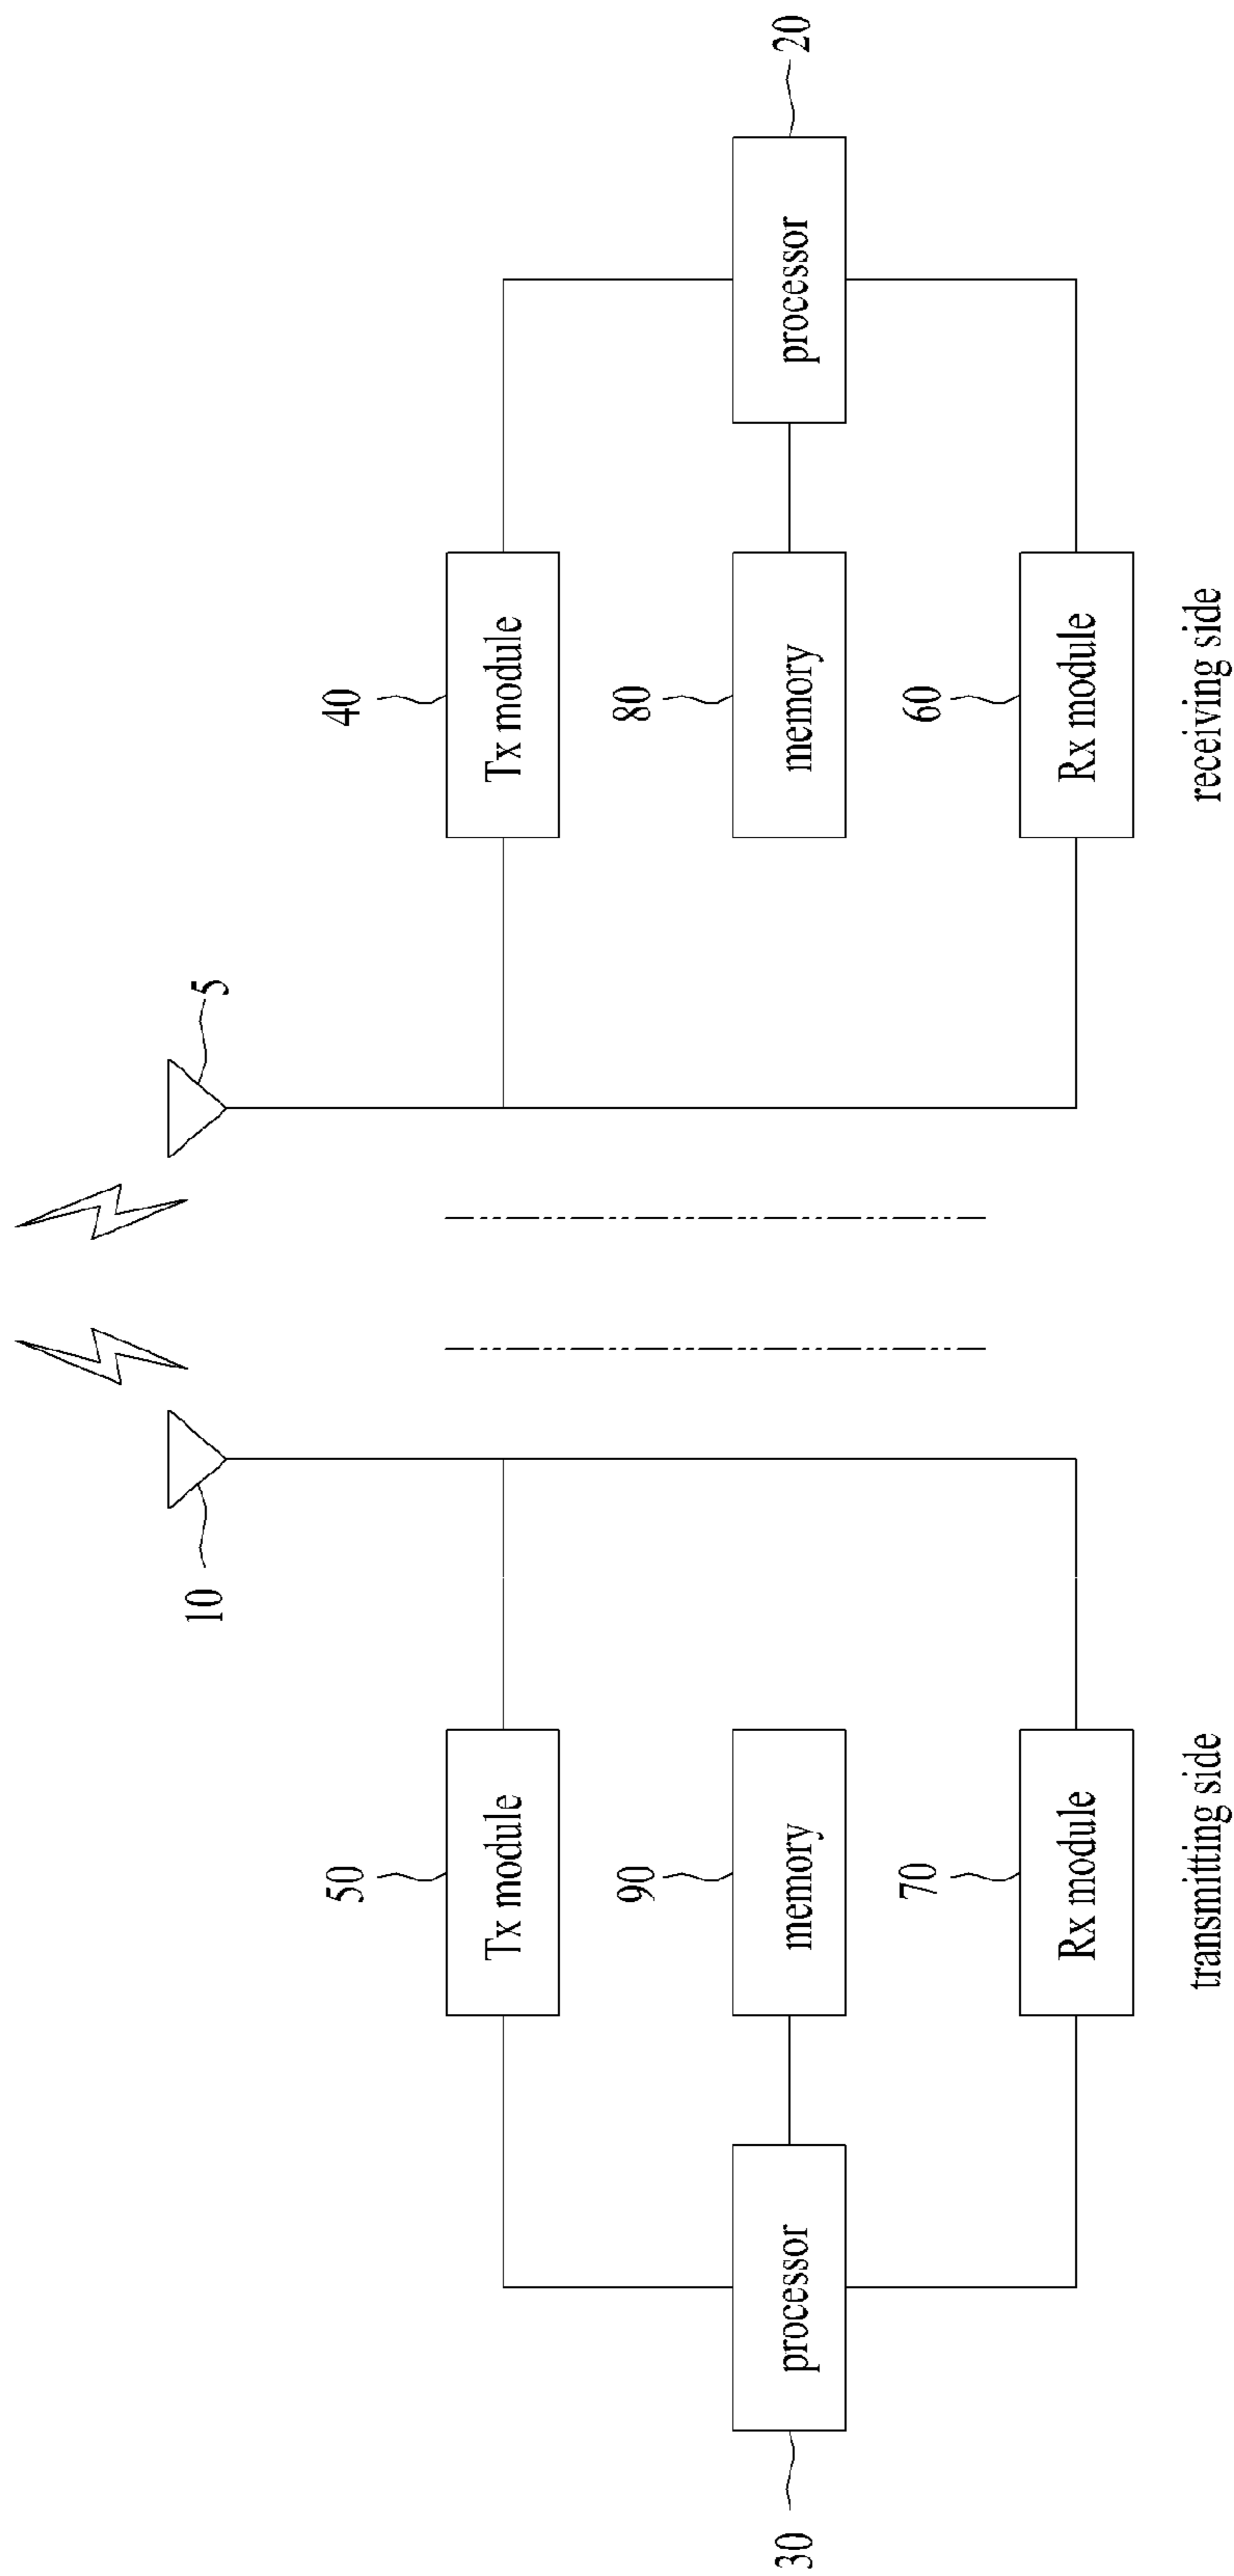 10
5
50
Tx module
40
Tx module
30
processor
90
memory
80
memory
processor
20
70
Rx module
60
Rx module
transmitting side
receiving side